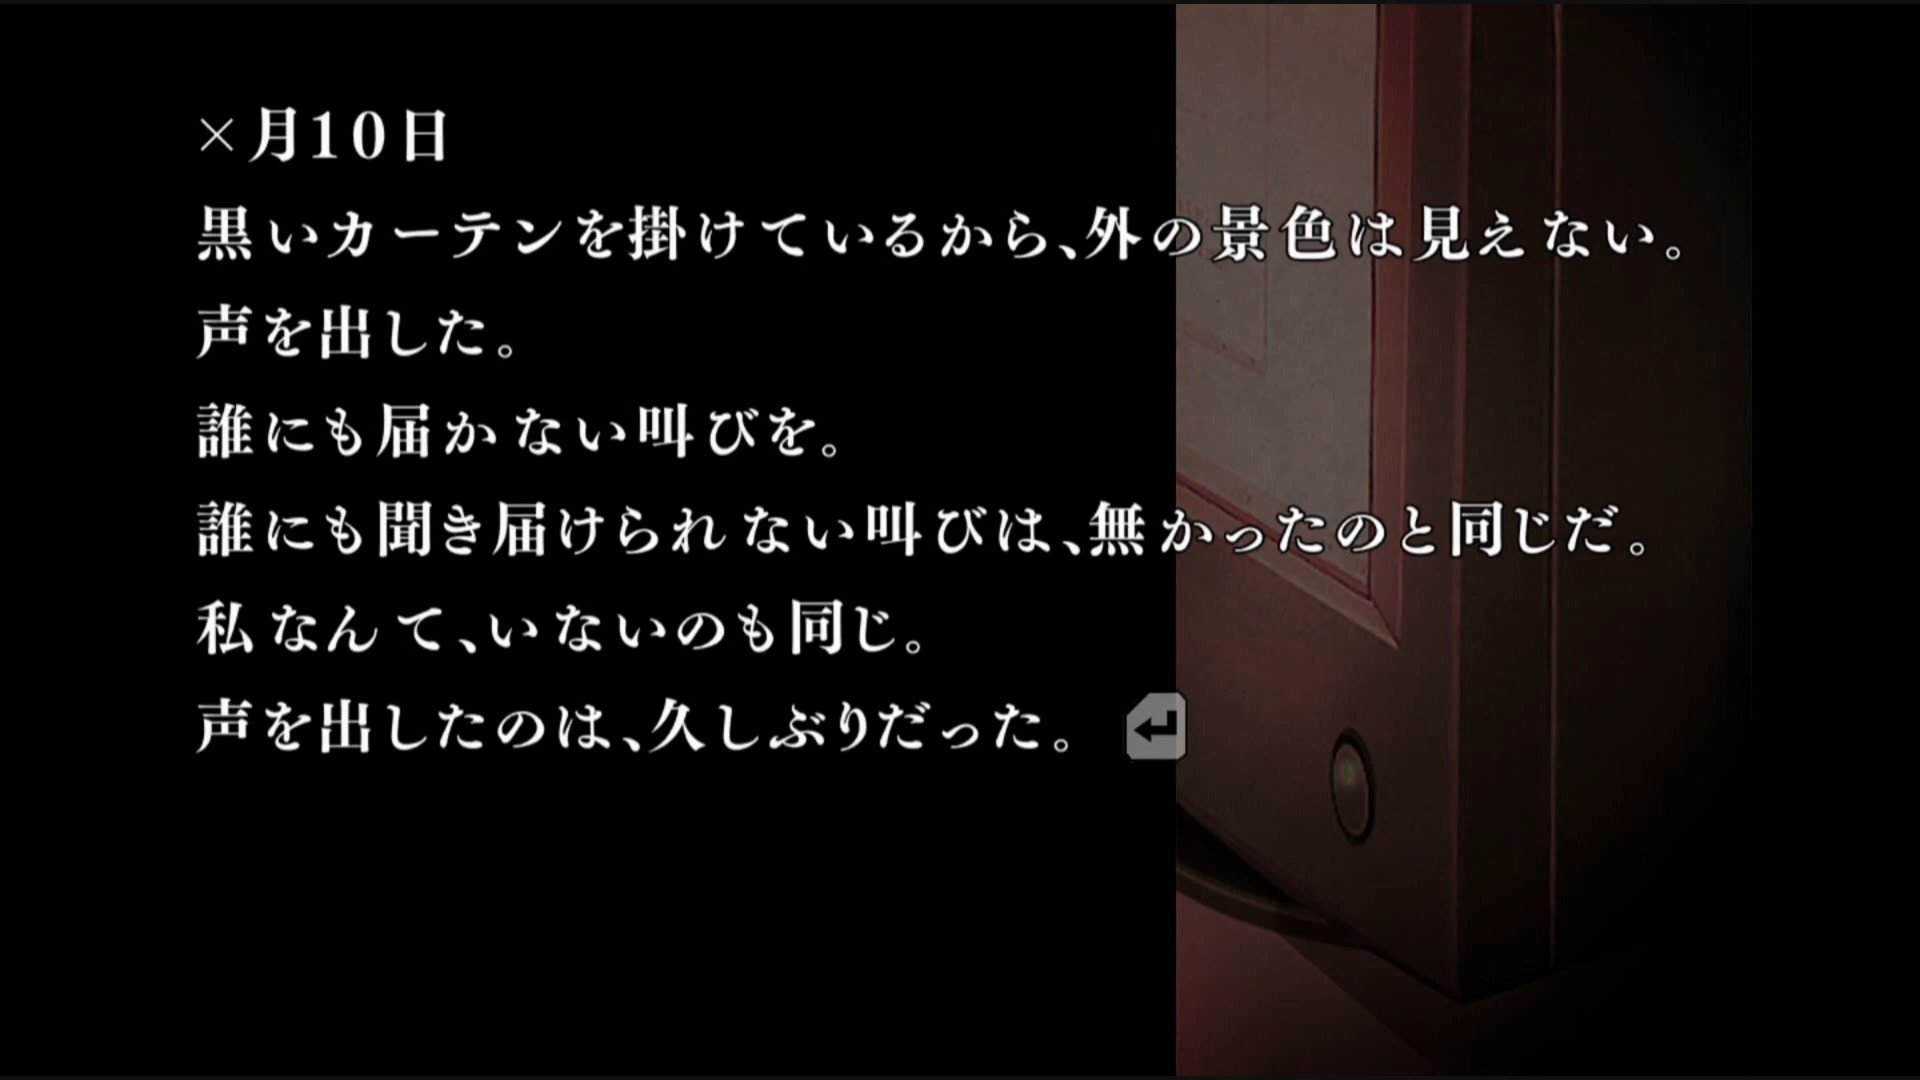 ×月10日
黒いカーテンを掛けているから、外の景色は見えない。
声を出した。
誰にも届かない叫びを。
誰にも聞き届けられない叫びは、無かったのと同じだ。
私なんて、いないのも同じ。
声を出したのは、久しぶりだった。